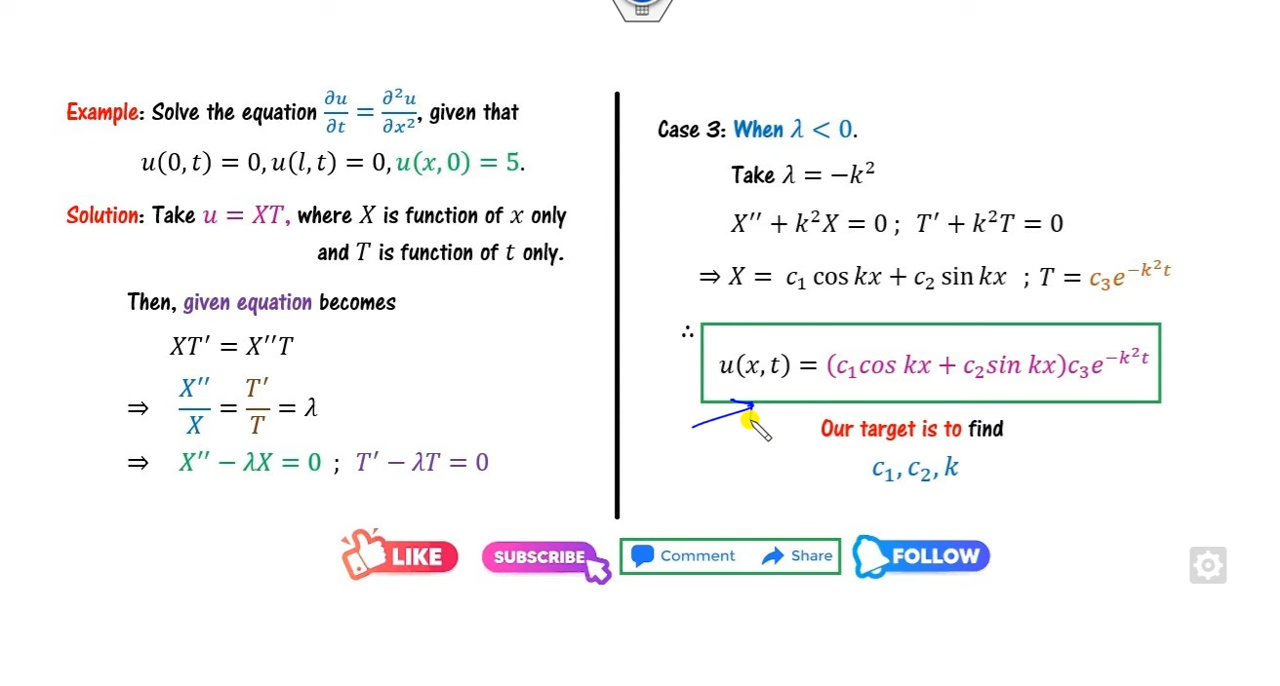 Example: Solve the equation ∂u/∂t = ∂²u/∂x², given that
u(0, t) = 0, u(l, t) = 0, u(x, 0) = 5.
Solution: Take u = XT, where X is function of x only
and T is function of t only.
Then, given equation becomes
XT′ = X′′T
⇒ X′′/X = T′/T = λ
⇒ X′′ − λX = 0 ; T′ − λT = 0
Case 3: When λ < 0.
Take λ = −k²
X′′ + k²X = 0 ; T′ + k²T = 0
⇒ X = c₁ cos kx + c₂ sin kx ; T = c₃e^(−k²t)
∴
u(x, t) = (c₁cos kx + c₂sin kx)c₃e^(−k²t)
Our target is to find
c₁, c₂, k
LIKE
SUBSCRIBE
Comment
Share
FOLLOW